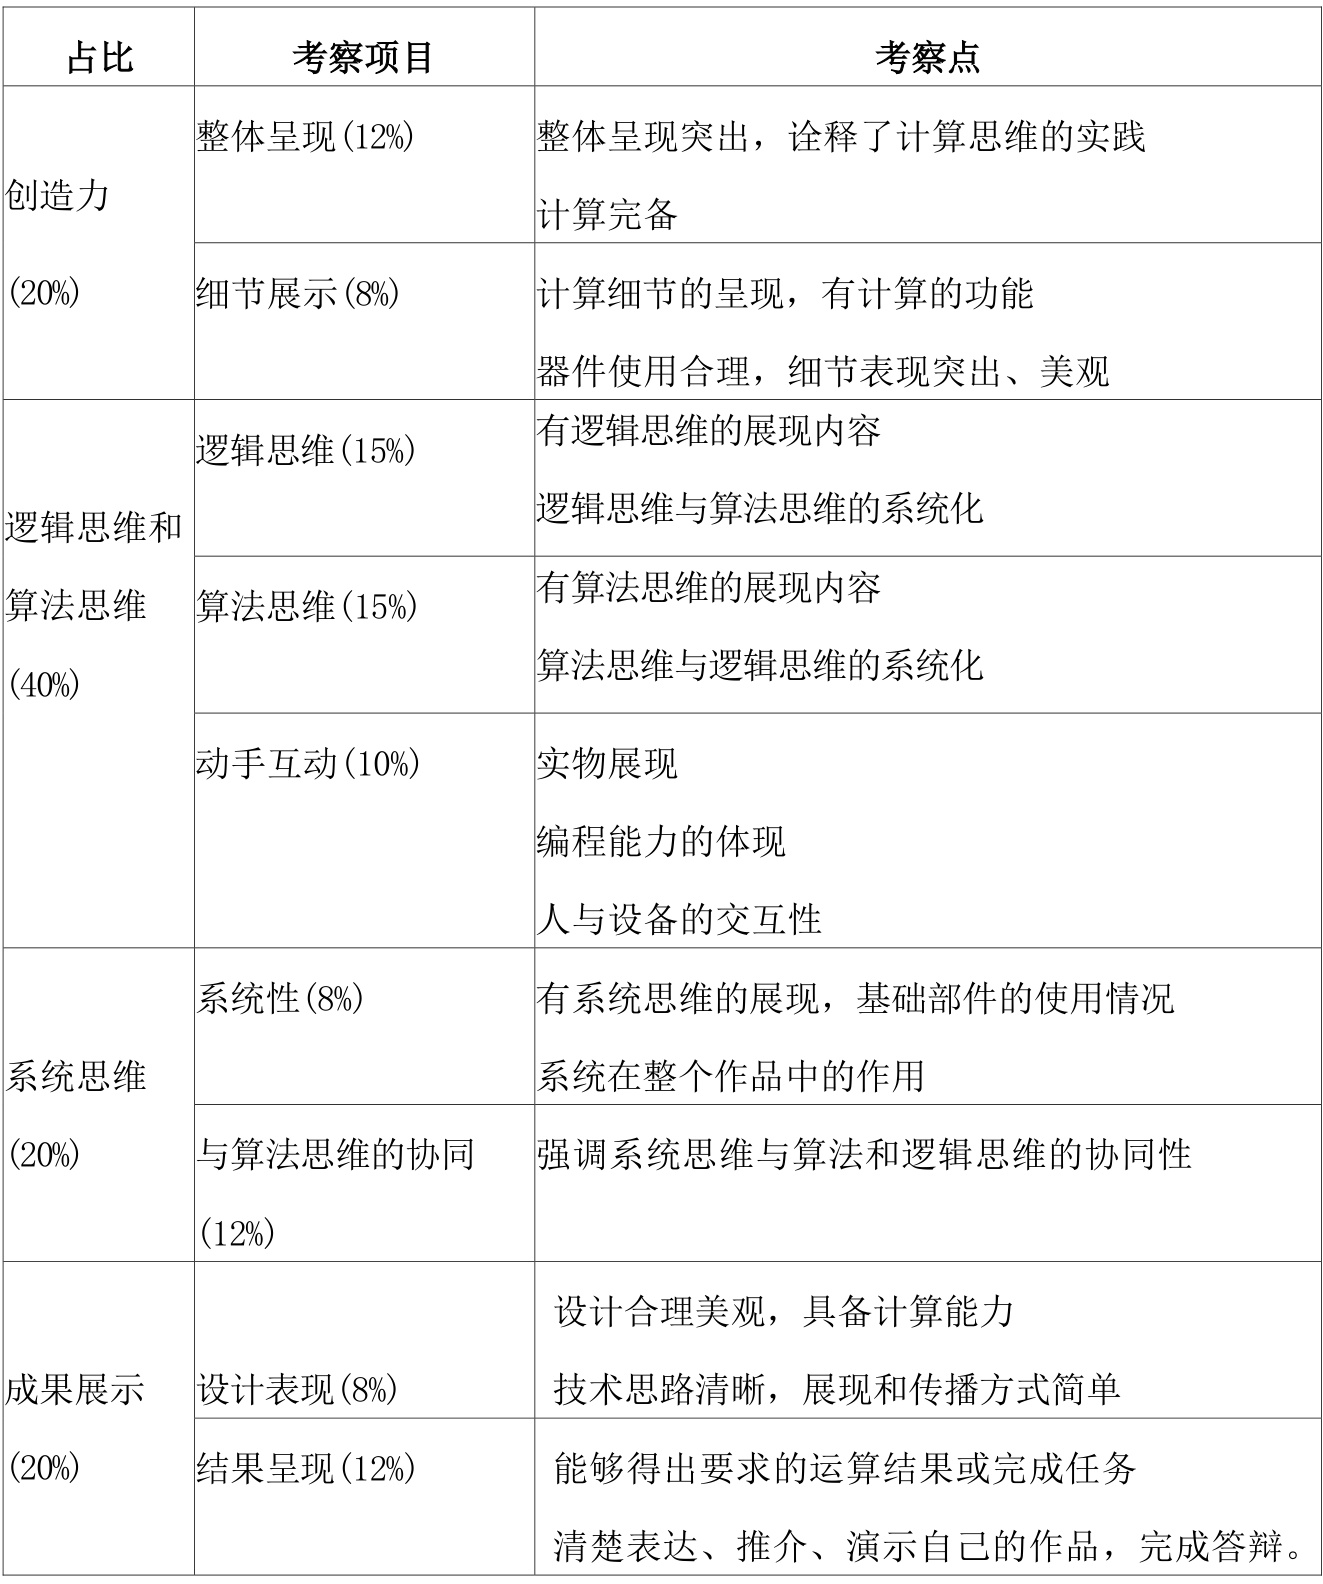 占比 考察项目 考察点
创造力
(20%)
整体呈现(12%)
整体呈现突出，诠释了计算思维的实践
计算完备
细节展示(8%)
计算细节的呈现，有计算的功能
器件使用合理，细节表现突出、美观
逻辑思维和
算法思维
(40%)
逻辑思维(15%)
有逻辑思维的展现内容
逻辑思维与算法思维的系统化
算法思维(15%)
有算法思维的展现内容
算法思维与逻辑思维的系统化
动手互动(10%)
实物展现
编程能力的体现
人与设备的交互性
系统思维
(20%)
系统性(8%)
有系统思维的展现，基础部件的使用情况
系统在整个作品中的作用
与算法思维的协同
(12%)
强调系统思维与算法和逻辑思维的协同性
成果展示
(20%)
设计表现(8%)
设计合理美观，具备计算能力
技术思路清晰，展现和传播方式简单
结果呈现(12%)
能够得出要求的运算结果或完成任务
清楚表达、推介、演示自己的作品，完成答辩。